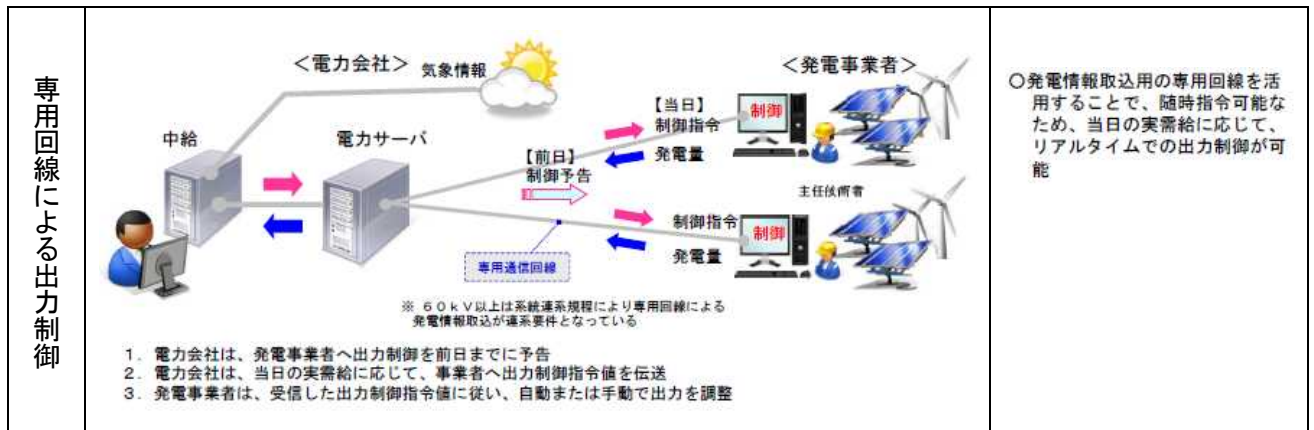 専用回線による出力制御
＜電力会社＞
気象情報
＜発電事業者＞
中給
電力サーバ
【当日】
制御指令
発電量
制御
【前日】
制御予告
主任技術者
制御指令
発電量
制御
専用通信回線
※ ６０ｋＶ以上は系統連系規程により専用回線による
発電情報取込が連系要件となっている
１．電力会社は、発電事業者へ出力制御を前日までに予告
２．電力会社は、当日の実需給に応じて、事業者へ出力制御指令値を伝送
３．発電事業者は、受信した出力制御指令値に従い、自動または手動で出力を調整
○発電情報取込用の専用回線を活
用することで、随時指令可能な
ため、当日の実需給に応じて、
リアルタイムでの出力制御が可
能